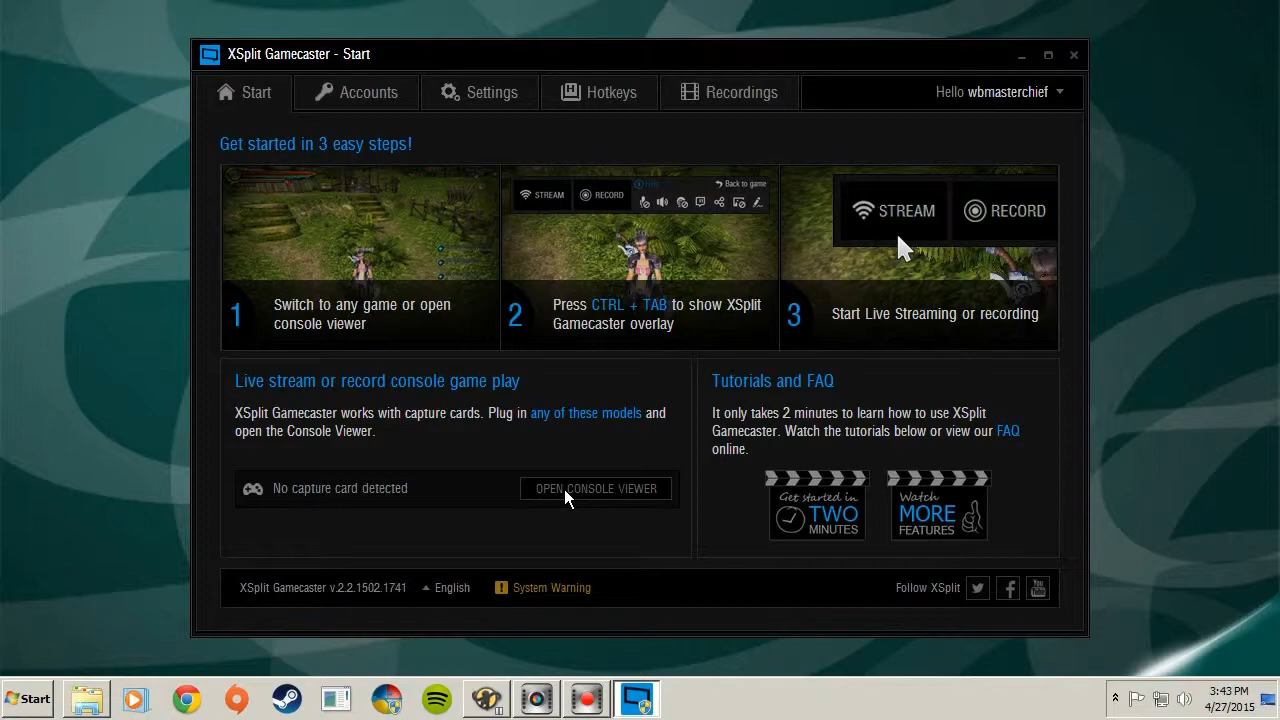 XSplit Gamecaster - Start
Start
Accounts
Settings
Hotkeys
Recordings
Hello wbmasterchief
Get started in 3 easy steps!
STREAM
RECORD
Back to game
STREAM
RECORD
1
Switch to any game or open
console viewer
2
Press CTRL + TAB to show XSplit
Gamecaster overlay
3
Start Live Streaming or recording
Live stream or record console game play
XSplit Gamecaster works with capture cards. Plug in any of these models and
open the Console Viewer.
No capture card detected
OPEN CONSOLE VIEWER
Tutorials and FAQ
It only takes 2 minutes to learn how to use XSplit
Gamecaster. Watch the tutorials below or view our FAQ
online.
Get started in
TWO
MINUTES
Watch
MORE
FEATURES
XSplit Gamecaster v.2.2.1502.1741
English
System Warning
Follow XSplit
You
Tube
Start
3:43 PM
4/27/2015